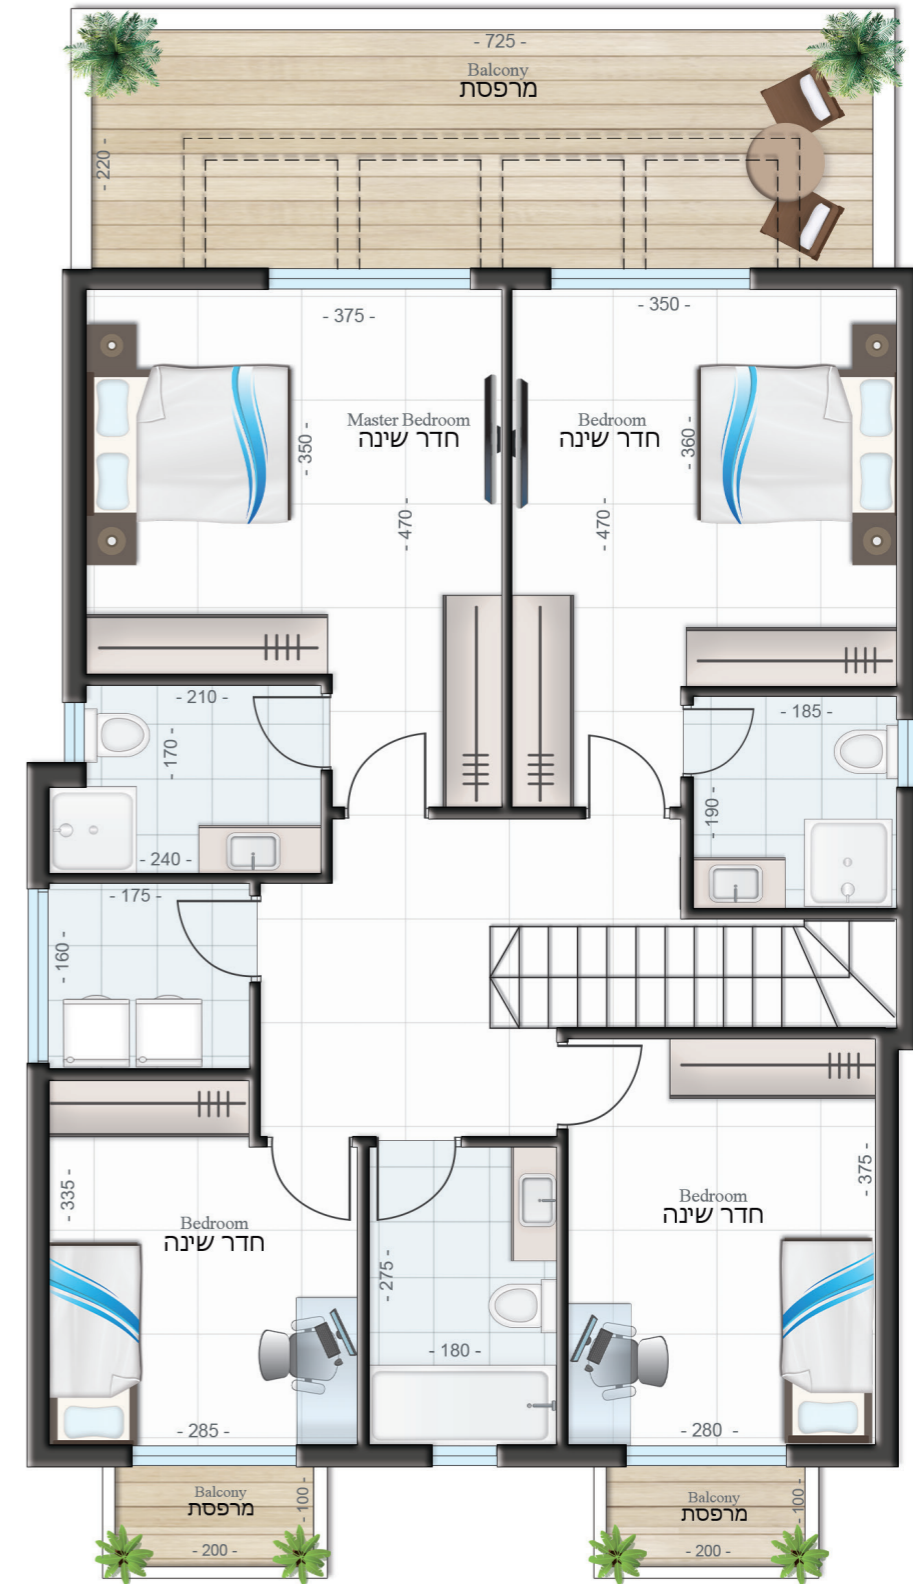 - 725 -
Balcony
מרפסת
- 220 -
- 375 -
- 350 -
Master Bedroom
חדר שינה
- 350 -
- 470 -
Bedroom
חדר שינה
- 360 -
- 470 -
- 210 -
- 170 -
- 240 -
- 185 -
- 190 -
- 175 -
- 160 -
- 335 -
Bedroom
חדר שינה
- 285 -
- 275 -
- 180 -
- 375 -
Bedroom
חדר שינה
- 280 -
Balcony
מרפסת
- 100 -
- 200 -
Balcony
מרפסת
- 100 -
- 200 -